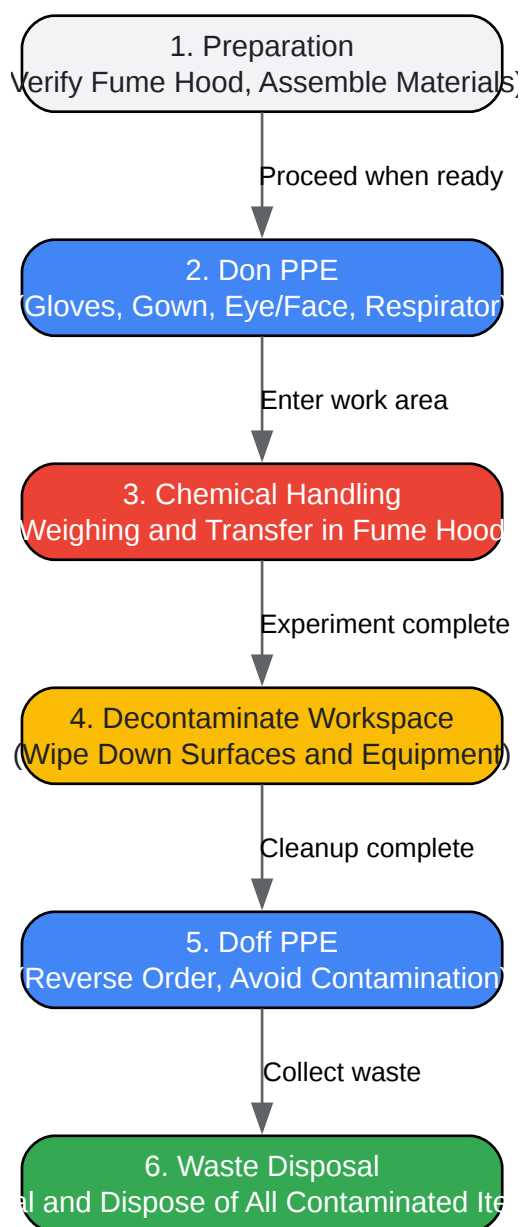 1. Preparation
(Verify Fume Hood, Assemble Materials)
Proceed when ready
2. Don PPE
(Gloves, Gown, Eye/Face, Respirator)
Enter work area
3. Chemical Handling
Weighing and Transfer in Fume Hood
Experiment complete
4. Decontaminate Workspace
(Wipe Down Surfaces and Equipment)
Cleanup complete
5. Doff PPE
(Reverse Order, Avoid Contamination)
Collect waste
6. Waste Disposal
and Dispose of All Contaminated